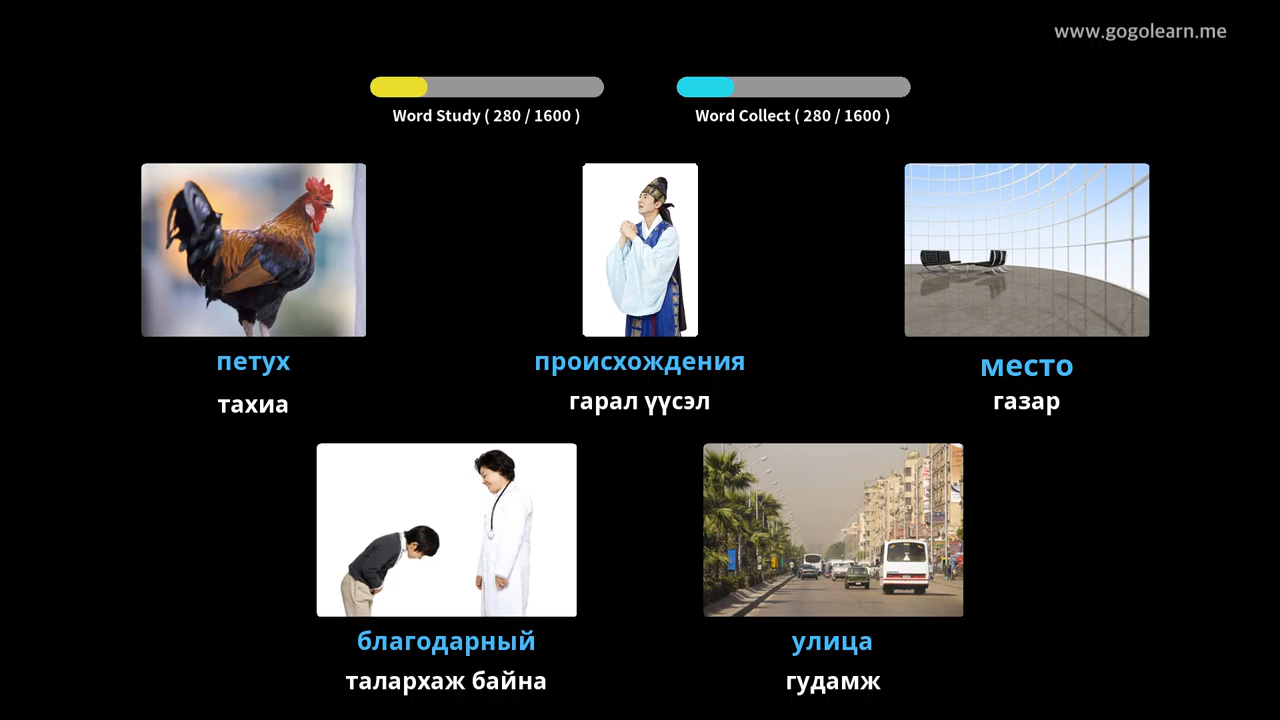 www.gogolearn.me
Word Study ( 280 / 1600 )
Word Collect ( 280 / 1600 )
петух
тахиа
происхождения
гарал үүсэл
место
газар
благодарный
талархаж байна
улица
гудамж